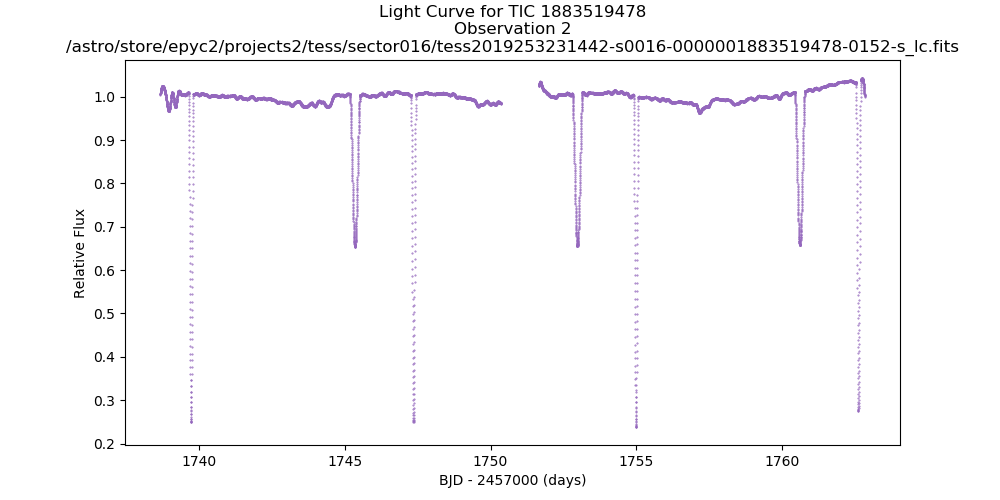 Light Curve for TIC 1883519478
Observation 2
/astro/store/epyc2/projects2/tess/sector016/tess2019253231442-s0016-0000001883519478-0152-s_lc.fits
Relative Flux
1.0
0.9
0.8
0.7
0.6
0.5
0.4
0.3
0.2
1740 1745 1750 1755 1760
BJD - 2457000 (days)